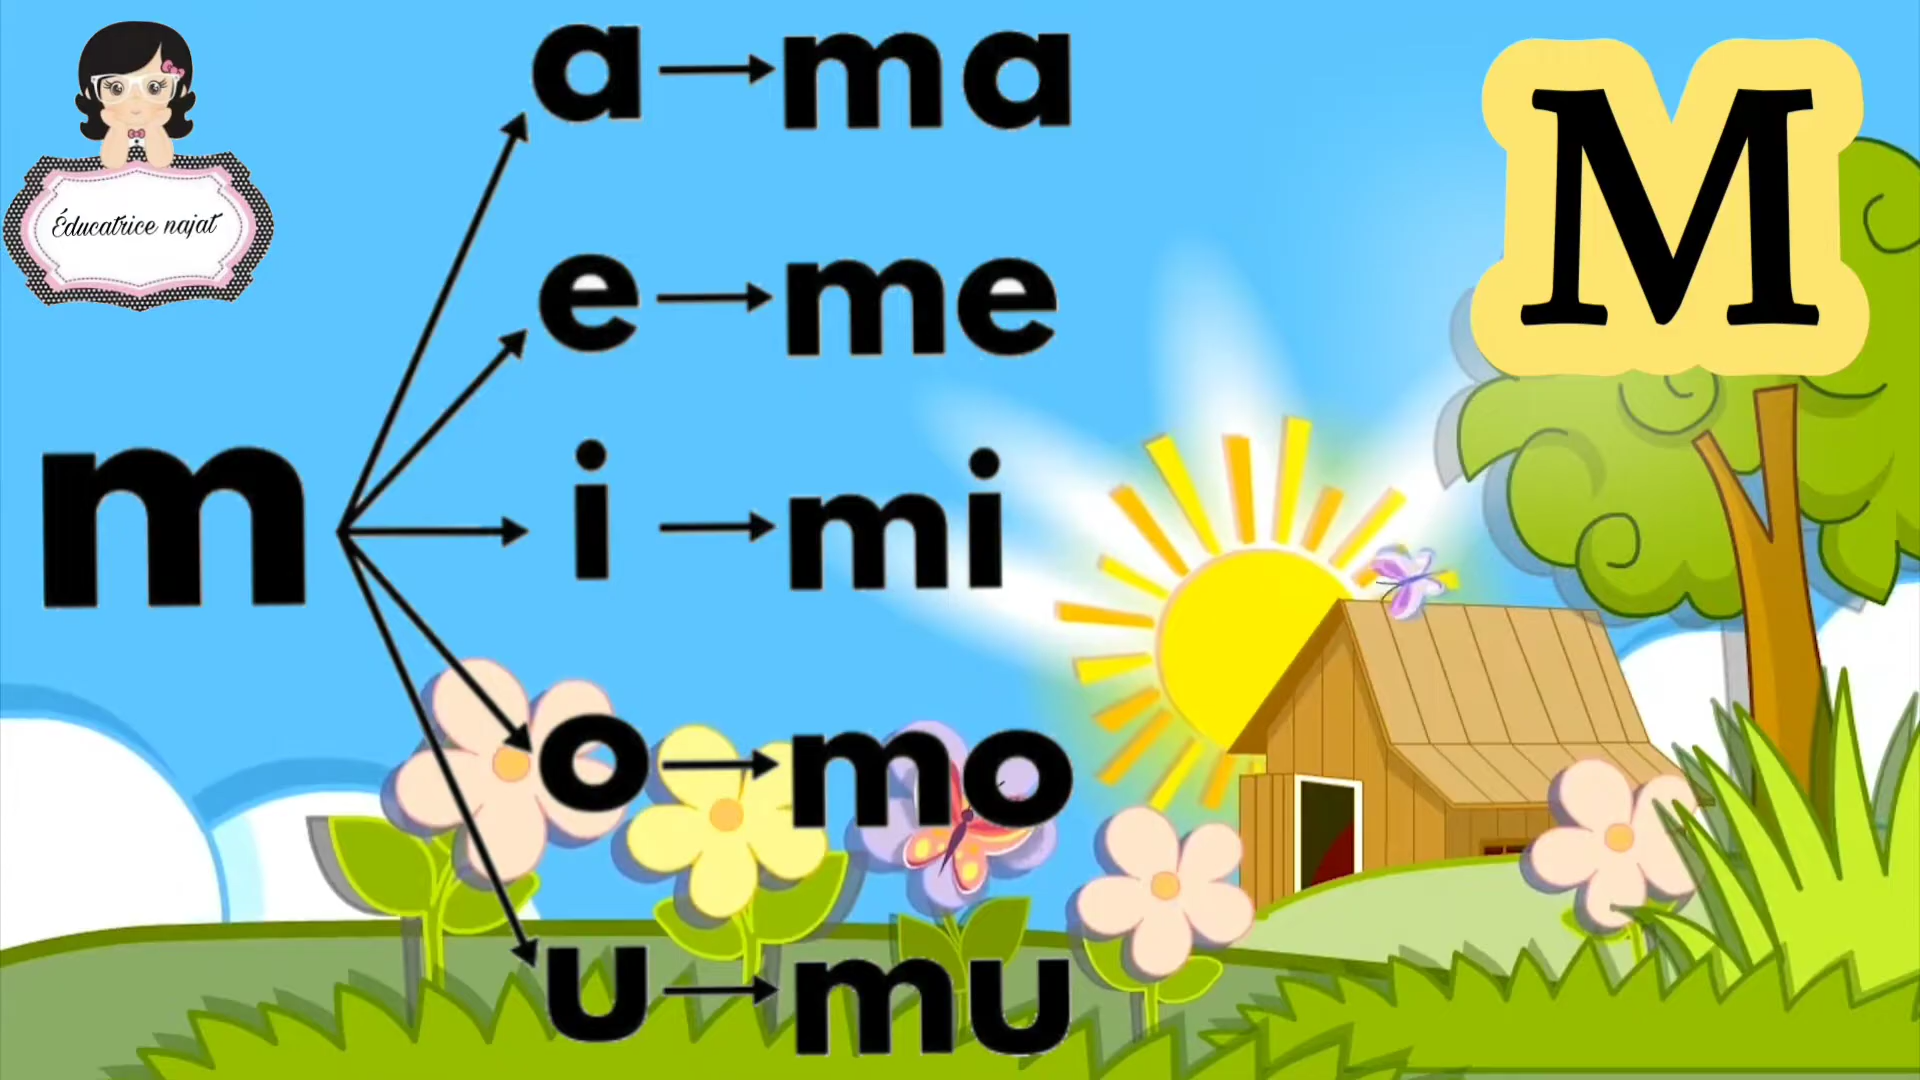 a → ma
M
Éducatrice najat
e → me
m
i → mi
o → mo
u → mu